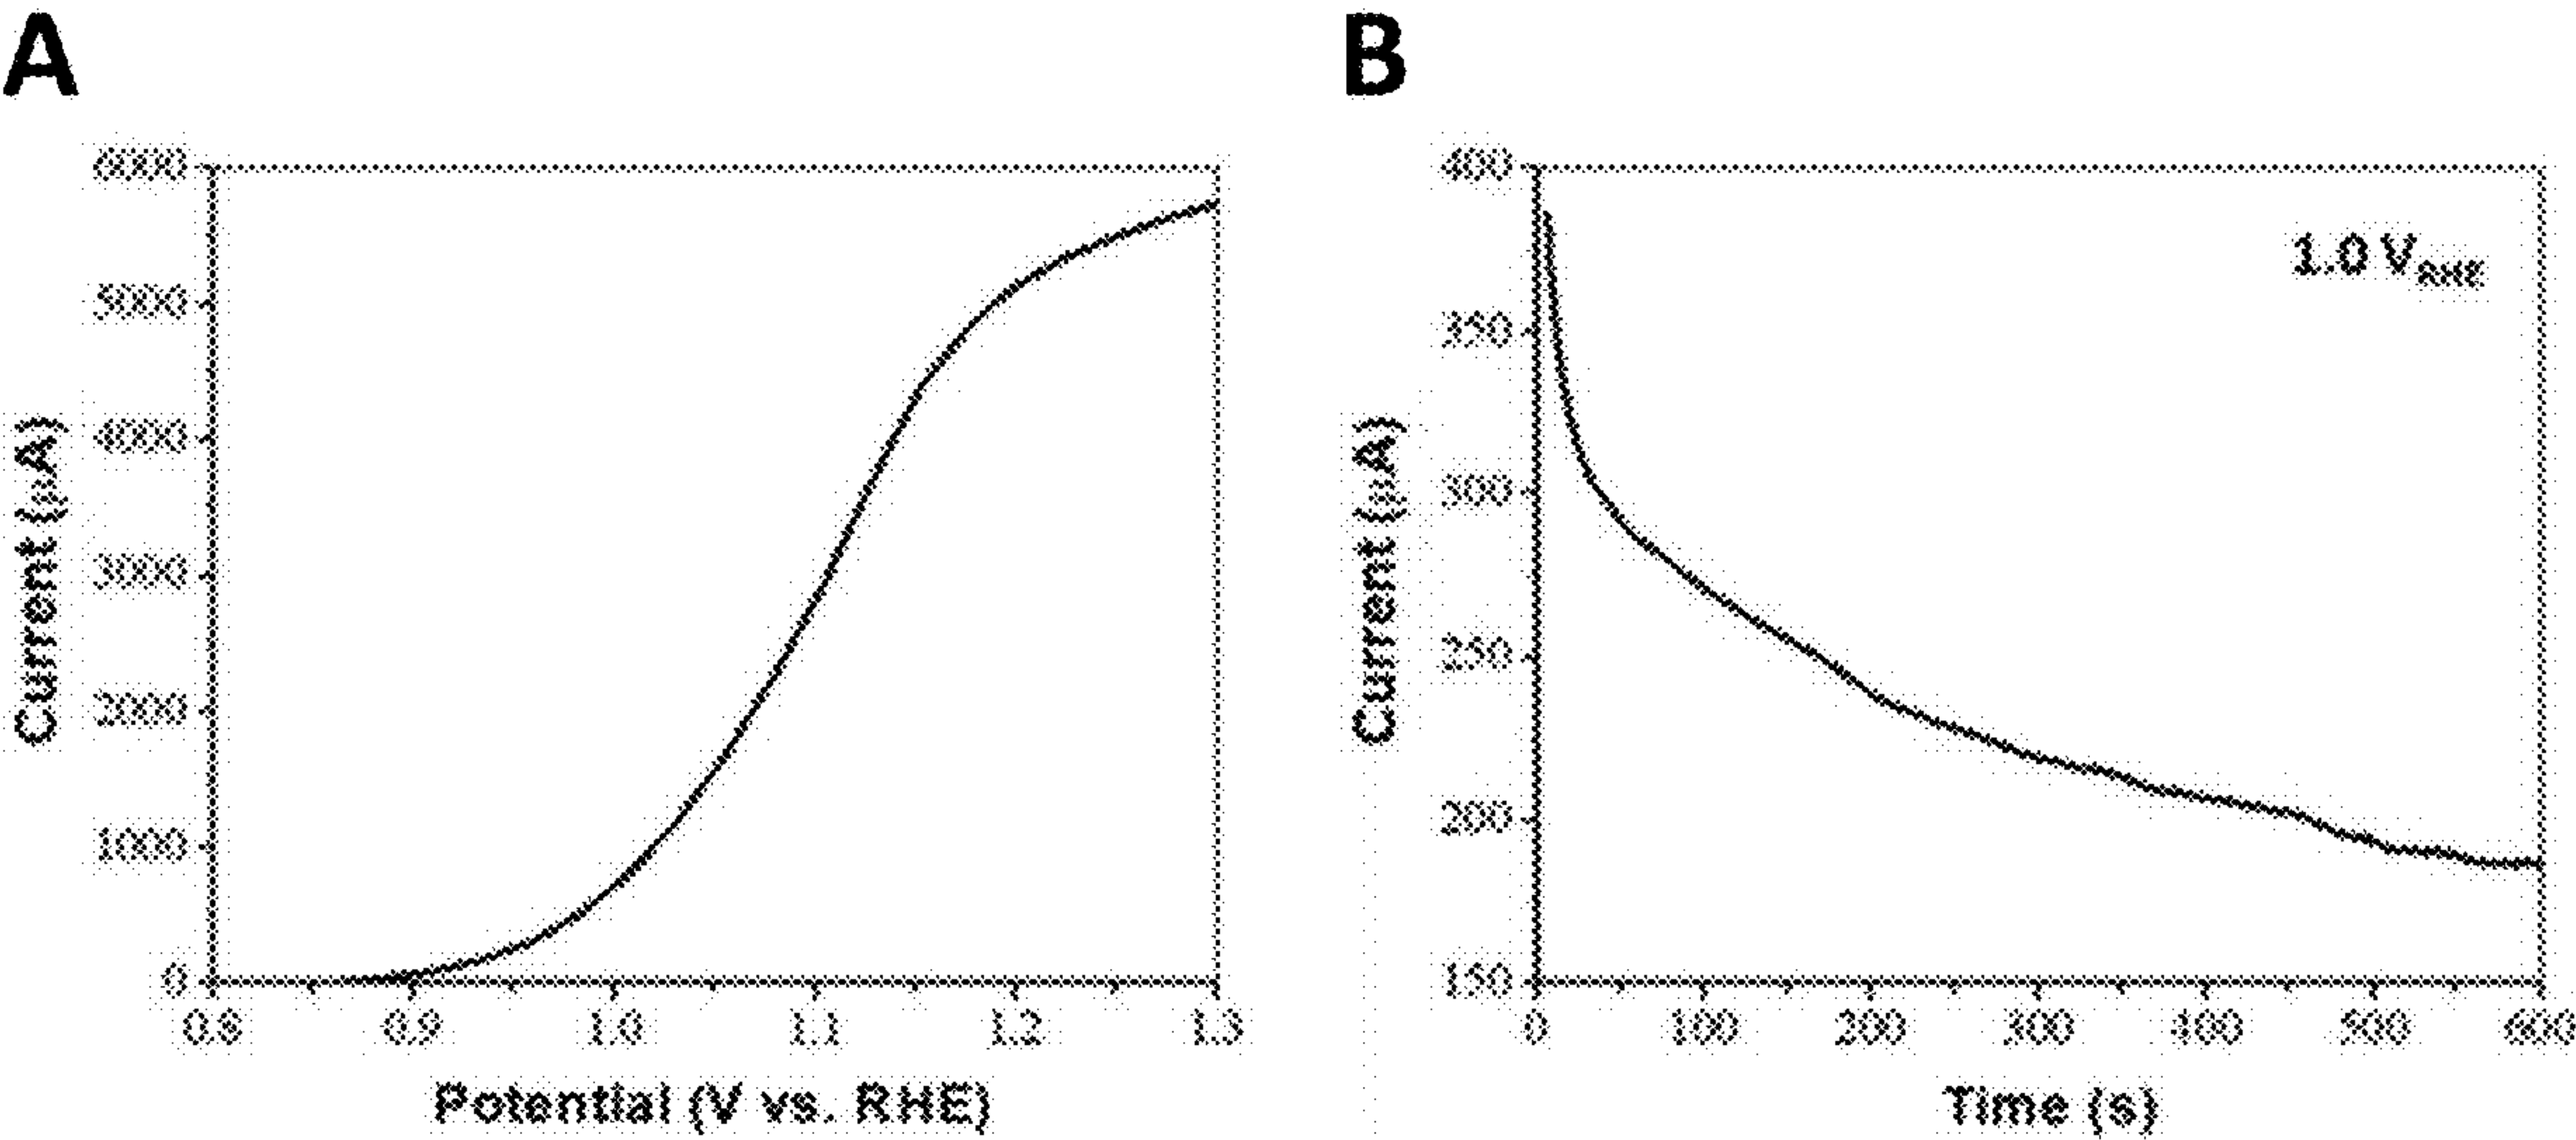 A
6000
5000
4000
3000
2000
1000
0
0.8 0.9 1.0 1.1 1.2 1.3
Potential (V vs. RHE)
Current (μA)
B
400
350
300
250
200
150
0 100 200 300 400 500 600
Time (s)
Current (μA)
1.0 VRHE